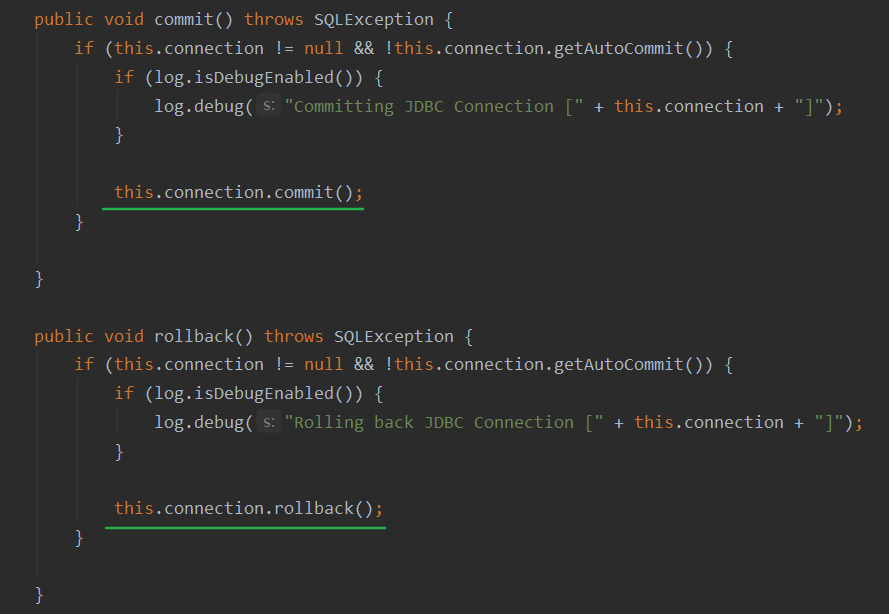 public void commit() throws SQLException {
if (this.connection != null && !this.connection.getAutoCommit()) {
if (log.isDebugEnabled()) {
log.debug( s: "Committing JDBC Connection [" + this.connection + "]");
}
this.connection.commit();
}
}
public void rollback() throws SQLException {
if (this.connection != null && !this.connection.getAutoCommit()) {
if (log.isDebugEnabled()) {
log.debug( s: "Rolling back JDBC Connection [" + this.connection + "]");
}
this.connection.rollback();
}
}